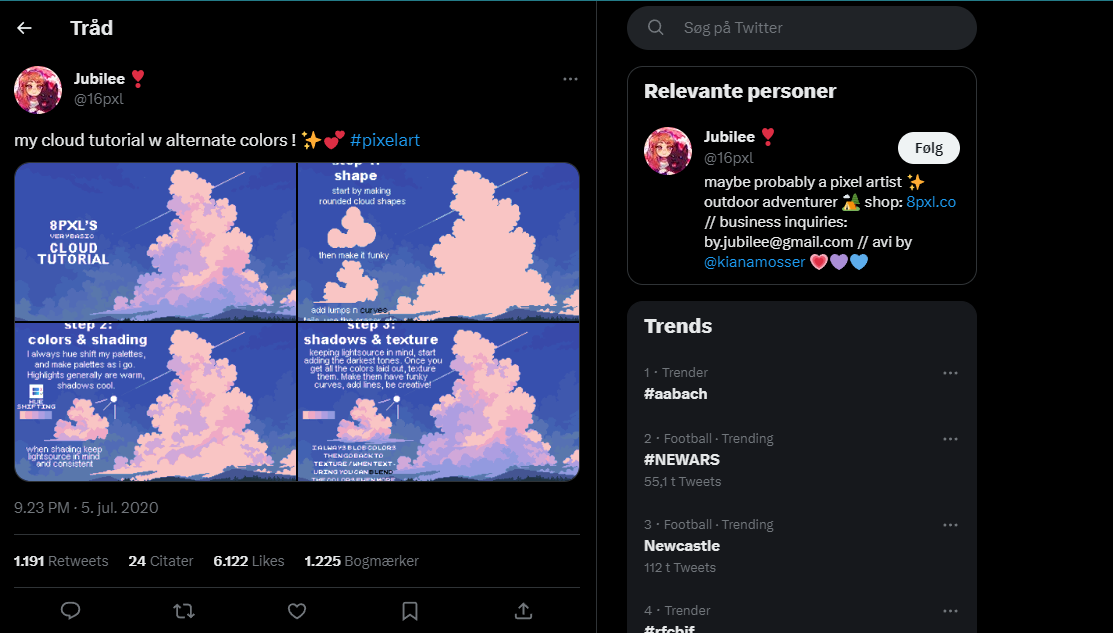 Tråd
Jubilee
@16pxl
my cloud tutorial w alternate colors ! ✨💕 #pixelart
8PXL'S
VERY BASIC
CLOUD
TUTORIAL
step 1:
shape
start by making
rounded cloud shapes
then make it funky
add lumps n curves
step 2:
colors & shading
I always hue shift my palettes,
and make palettes as i go.
Highlights generally are warm,
shadows cool.
HUE
SHIFTING
when shading keep
lightsource in mind
and consistent
step 3:
shadows & texture
keeping lightsource in mind, start
adding the darkest tones. Once you
get all the colors laid out, texture
them. Make them have funky
curves, add lines, be creative!
I ALWAYS BLOB COLORS
THEN GO BACK TO
TEXTURE / WHEN TEXT-
URING YOU CAN BLEND
THE COLORS EVEN MORE
9.23 PM · 5. jul. 2020
1.191 Retweets 24 Citater 6.122 Likes 1.225 Bogmærker
Søg på Twitter
Relevante personer
Jubilee
@16pxl
Følg
maybe probably a pixel artist ✨
outdoor adventurer 🏕️ shop: 8pxl.co
// business inquiries:
by.jubilee@gmail.com // avi by
@kianamosser 💗💜💙
Trends
1 · Trender
#aabach
2 · Football · Trending
#NEWARS
55,1 t Tweets
3 · Football · Trending
Newcastle
112 t Tweets
4 · Trender
#rfcbif